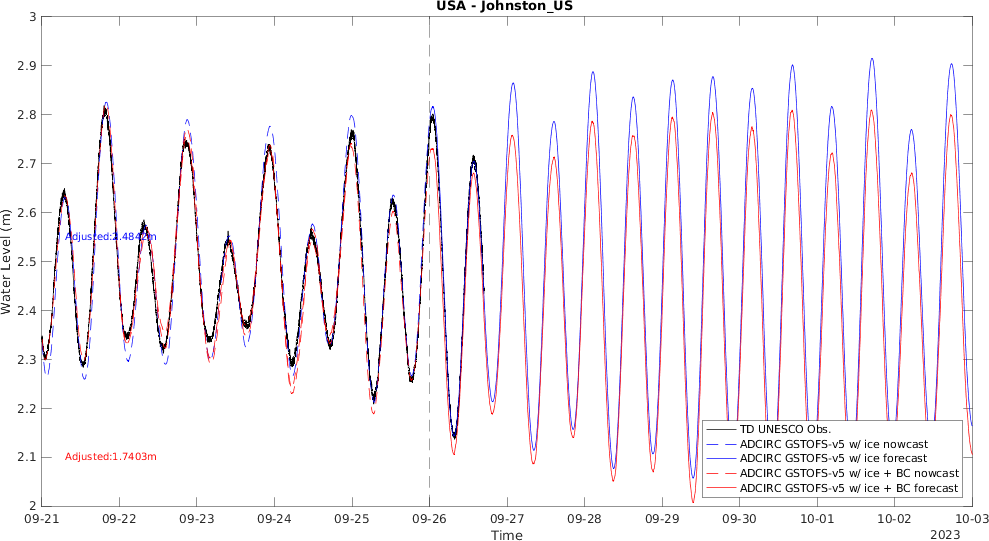 USA - Johnston_US
3
2.9
2.8
2.7
2.6
2.5
2.4
2.3
2.2
2.1
2
Water Level (m)
Adjusted:2.4842m
Adjusted:1.7403m
TD UNESCO Obs.
ADCIRC GSTOFS-v5 w/ ice nowcast
ADCIRC GSTOFS-v5 w/ ice forecast
ADCIRC GSTOFS-v5 w/ ice + BC nowcast
ADCIRC GSTOFS-v5 w/ ice + BC forecast
09-21 09-22 09-23 09-24 09-25 09-26 09-27 09-28 09-29 09-30 10-01 10-02 10-03
Time
2023